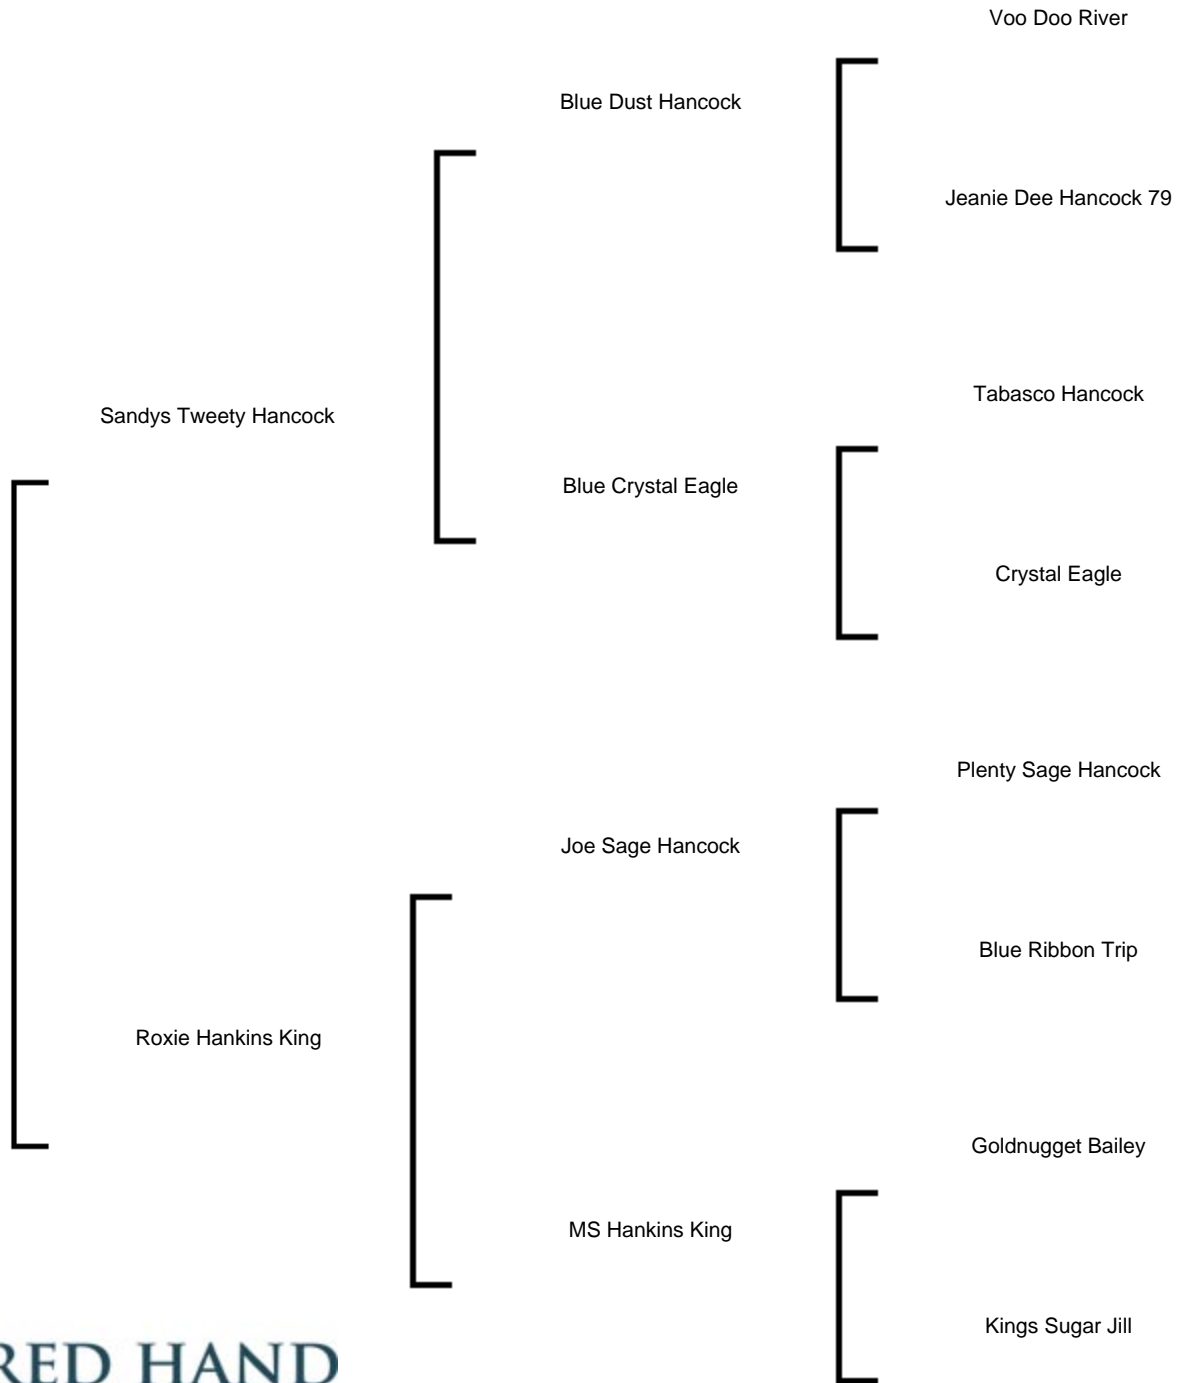 Voo Doo River
Blue Dust Hancock
Jeanie Dee Hancock 79
Tabasco Hancock
Sandys Tweety Hancock
Blue Crystal Eagle
Crystal Eagle
Plenty Sage Hancock
Joe Sage Hancock
Blue Ribbon Trip
Roxie Hankins King
Goldnugget Bailey
MS Hankins King
Kings Sugar Jill
RED HAND